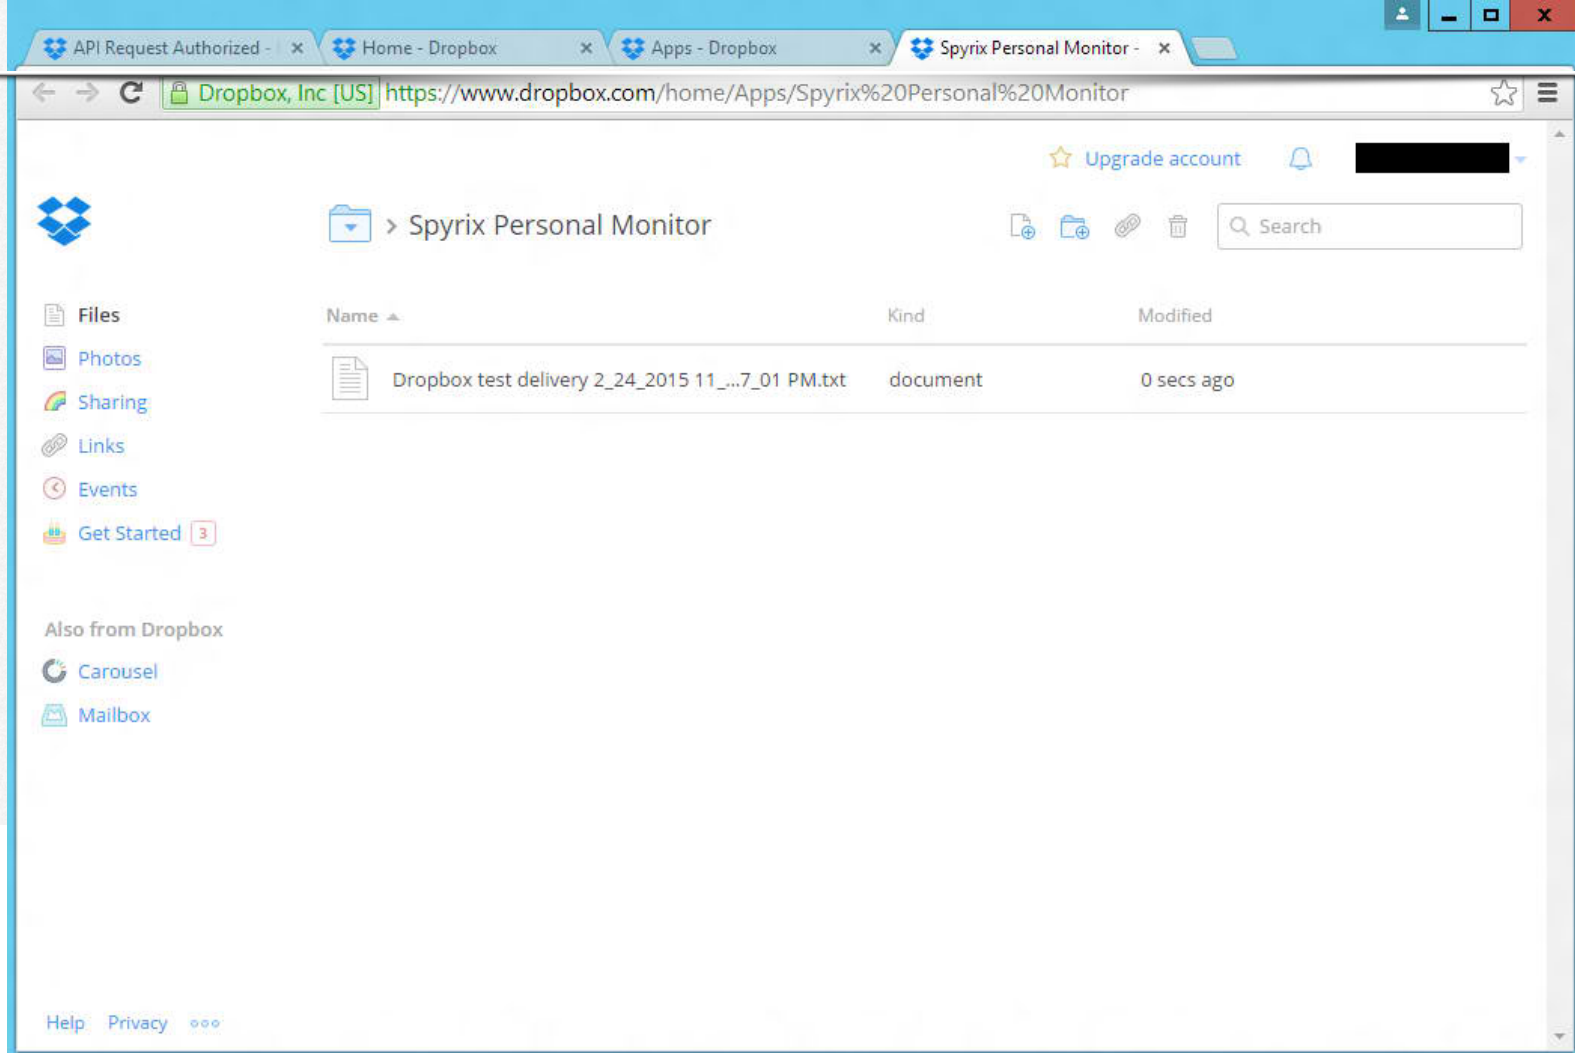 API Request Authorized -
Home - Dropbox
Apps - Dropbox
Spyrix Personal Monitor -
Dropbox, Inc [US] https://www.dropbox.com/home/Apps/Spyrix%20Personal%20Monitor
Upgrade account
> Spyrix Personal Monitor
Search
Files
Photos
Sharing
Links
Events
Get Started 3
Also from Dropbox
Carousel
Mailbox
Name Kind Modified
Dropbox test delivery 2_24_2015 11_...7_01 PM.txt document 0 secs ago
Help Privacy